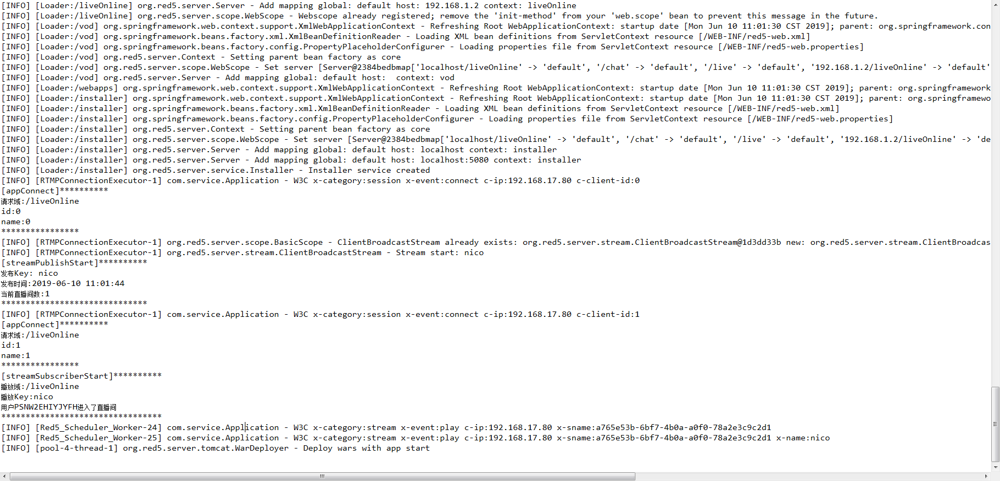 [INFO] [Loader:/liveOnline] org.red5.server.Server - Add mapping global: default host: 192.168.1.2 context: liveOnline
[INFO] [Loader:/liveOnline] org.red5.server.scope.WebScope - Webscope already registered; remove the 'init-method' from your 'web.scope' bean to prevent this message in the future.
[INFO] [Loader:/vod] org.springframework.web.context.support.XmlWebApplicationContext - Refreshing Root WebApplicationContext: startup date [Mon Jun 10 11:01:30 CST 2019]; parent: org.springframework.con
[INFO] [Loader:/vod] org.springframework.beans.factory.xml.XmlBeanDefinitionReader - Loading XML bean definitions from ServletContext resource [/WEB-INF/red5-web.xml]
[INFO] [Loader:/vod] org.springframework.beans.factory.config.PropertyPlaceholderConfigurer - Loading properties file from ServletContext resource [/WEB-INF/red5-web.properties]
[INFO] [Loader:/vod] org.red5.server.Context - Setting parent bean factory as core
[INFO] [Loader:/vod] org.red5.server.scope.WebScope - Set server [Server@2384bedbmap['localhost/liveOnline' -> 'default', '/chat' -> 'default', '/live' -> 'default', '192.168.1.2/liveOnline' -> 'default'
[INFO] [Loader:/vod] org.red5.server.Server - Add mapping global: default host:  context: vod
[INFO] [Loader:/webapps] org.springframework.web.context.support.XmlWebApplicationContext - Refreshing Root WebApplicationContext: startup date [Mon Jun 10 11:01:30 CST 2019]; parent: org.springframework
[INFO] [Loader:/installer] org.springframework.web.context.support.XmlWebApplicationContext - Refreshing Root WebApplicationContext: startup date [Mon Jun 10 11:01:30 CST 2019]; parent: org.springframewo
[INFO] [Loader:/installer] org.springframework.beans.factory.xml.XmlBeanDefinitionReader - Loading XML bean definitions from ServletContext resource [/WEB-INF/red5-web.xml]
[INFO] [Loader:/installer] org.springframework.beans.factory.config.PropertyPlaceholderConfigurer - Loading properties file from ServletContext resource [/WEB-INF/red5-web.properties]
[INFO] [Loader:/installer] org.red5.server.Context - Setting parent bean factory as core
[INFO] [Loader:/installer] org.red5.server.scope.WebScope - Set server [Server@2384bedbmap['localhost/liveOnline' -> 'default', '/chat' -> 'default', '/live' -> 'default', '192.168.1.2/liveOnline' -> 'de
[INFO] [Loader:/installer] org.red5.server.Server - Add mapping global: default host: localhost context: installer
[INFO] [Loader:/installer] org.red5.server.Server - Add mapping global: default host: localhost:5080 context: installer
[INFO] [Loader:/installer] org.red5.server.service.Installer - Installer service created
[INFO] [RTMPConnectionExecutor-1] com.service.Application - W3C x-category:session x-event:connect c-ip:192.168.17.80 c-client-id:0
[appConnect]**********
请求域:/liveOnline
id:0
name:0
****************
[INFO] [RTMPConnectionExecutor-1] org.red5.server.scope.BasicScope - ClientBroadcastStream already exists: org.red5.server.stream.ClientBroadcastStream@1d3dd33b new: org.red5.server.stream.ClientBroadcas
[INFO] [RTMPConnectionExecutor-1] org.red5.server.stream.ClientBroadcastStream - Stream start: nico
[streamPublishStart]**********
发布Key: nico
发布时间:2019-06-10 11:01:44
当前直播间数:1
******************************
[INFO] [RTMPConnectionExecutor-1] com.service.Application - W3C x-category:session x-event:connect c-ip:192.168.17.80 c-client-id:1
[appConnect]**********
请求域:/liveOnline
id:1
name:1
****************
[streamSubscriberStart]**********
播放域:/liveOnline
播放Key:nico
用户PSNW2EHIYJYFH进入了直播间
*********************************
[INFO] [Red5_Scheduler_Worker-24] com.service.Application - W3C x-category:stream x-event:play c-ip:192.168.17.80 x-sname:a765e53b-6bf7-4b0a-a0f0-78a2e3c9c2d1
[INFO] [Red5_Scheduler_Worker-25] com.service.Application - W3C x-category:stream x-event:play c-ip:192.168.17.80 x-sname:a765e53b-6bf7-4b0a-a0f0-78a2e3c9c2d1 x-name:nico
[INFO] [pool-4-thread-1] org.red5.server.tomcat.WarDeployer - Deploy wars with app start